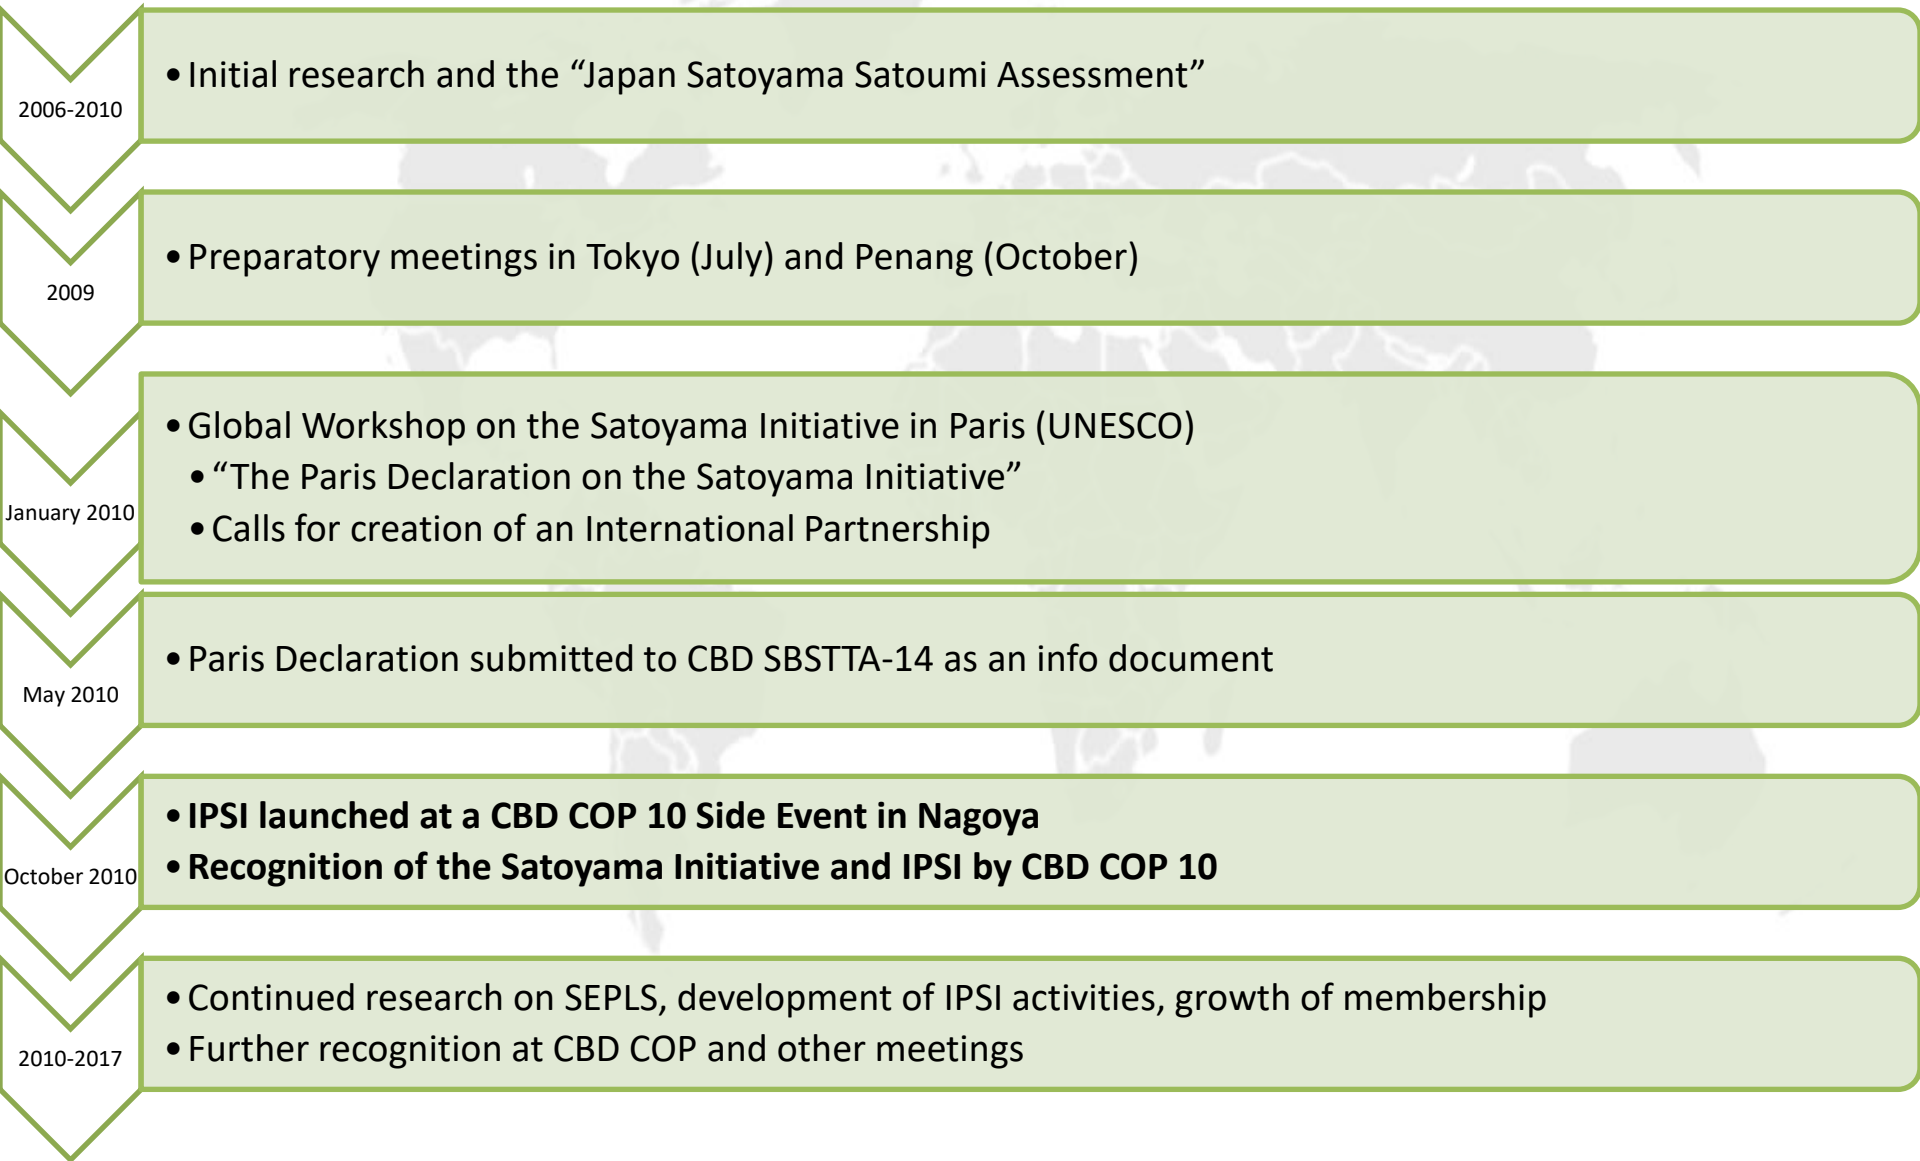 2006-2010
• Initial research and the “Japan Satoyama Satoumi Assessment”
2009
• Preparatory meetings in Tokyo (July) and Penang (October)
January 2010
• Global Workshop on the Satoyama Initiative in Paris (UNESCO)
• “The Paris Declaration on the Satoyama Initiative”
• Calls for creation of an International Partnership
May 2010
• Paris Declaration submitted to CBD SBSTTA-14 as an info document
October 2010
• IPSI launched at a CBD COP 10 Side Event in Nagoya
• Recognition of the Satoyama Initiative and IPSI by CBD COP 10
2010-2017
• Continued research on SEPLS, development of IPSI activities, growth of membership
• Further recognition at CBD COP and other meetings